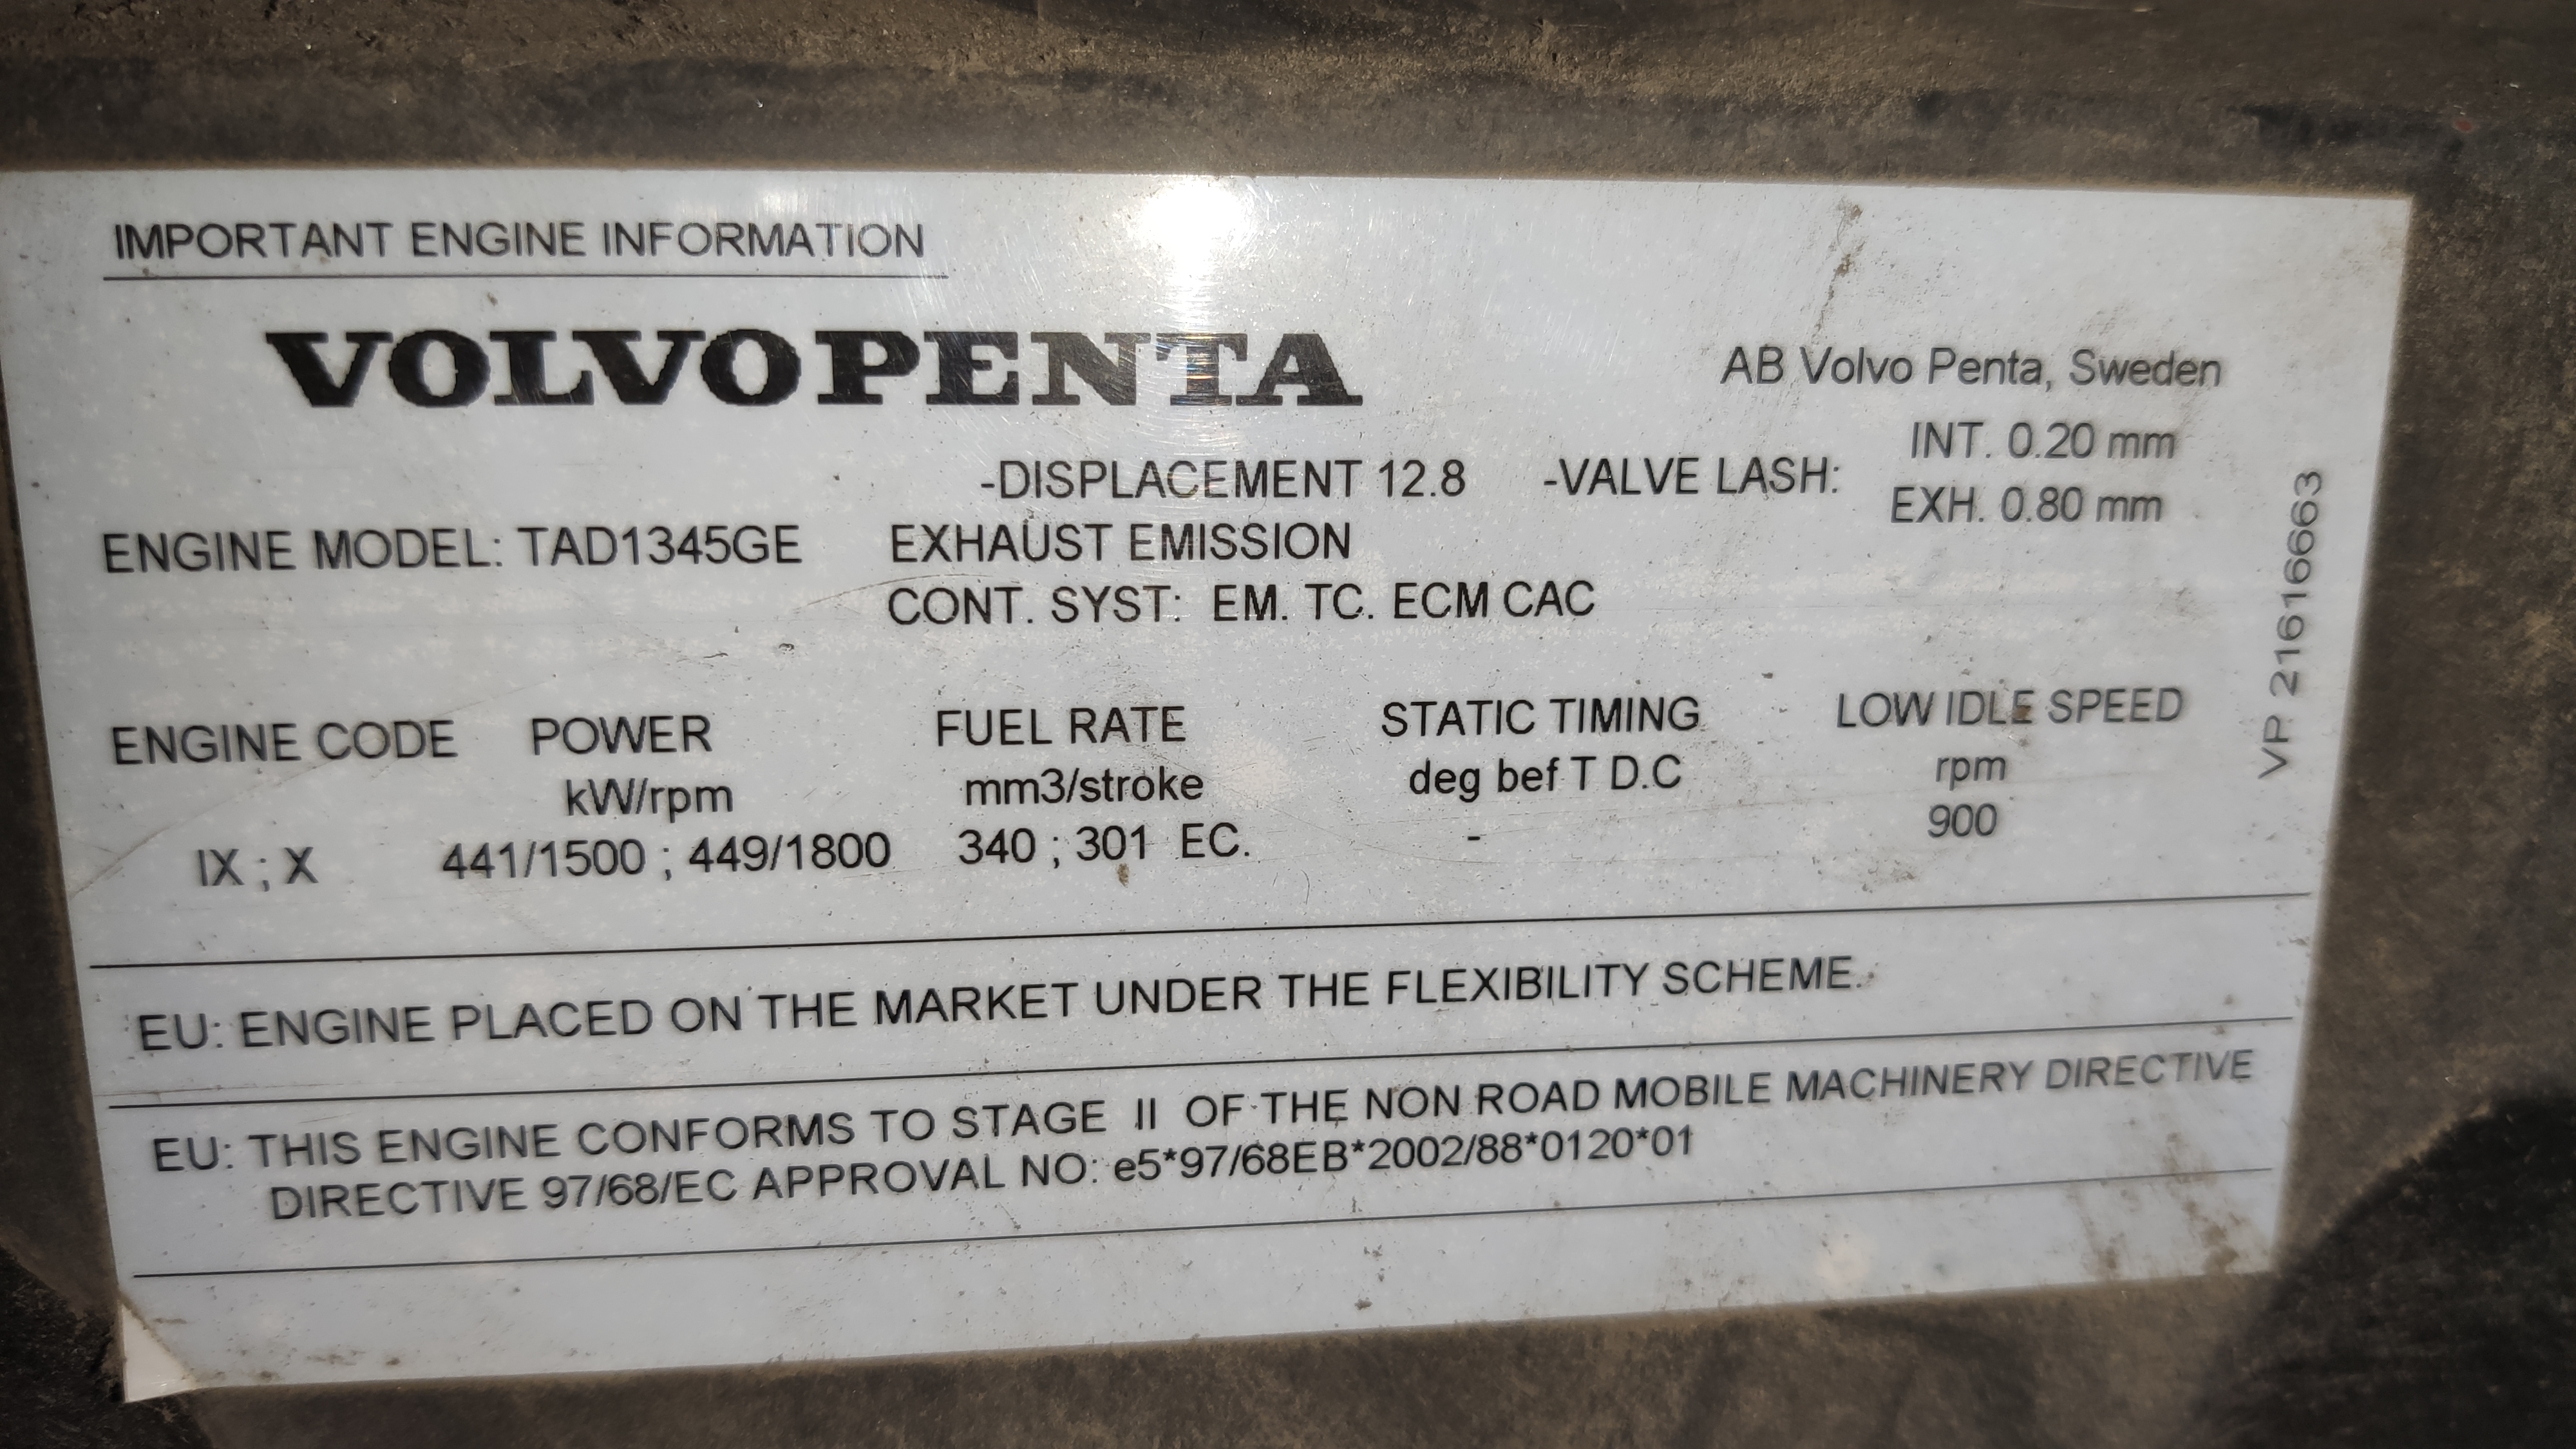 IMPORTANT ENGINE INFORMATION
VOLVO PENTA
AB Volvo Penta, Sweden
-DISPLACEMENT 12.8 -VALVE LASH: INT. 0.20 mm
EXH. 0.80 mm
ENGINE MODEL: TAD1345GE EXHAUST EMISSION
CONT. SYST: EM. TC. ECM CAC
VP 21616663
ENGINE CODE POWER FUEL RATE STATIC TIMING LOW IDLE SPEED
kW/rpm mm3/stroke deg bef T D.C rpm
IX ; X 441/1500 ; 449/1800 340 ; 301 EC. - 900
EU: ENGINE PLACED ON THE MARKET UNDER THE FLEXIBILITY SCHEME.
EU: THIS ENGINE CONFORMS TO STAGE II OF THE NON ROAD MOBILE MACHINERY DIRECTIVE
DIRECTIVE 97/68/EC APPROVAL NO: e5*97/68EB*2002/88*0120*01